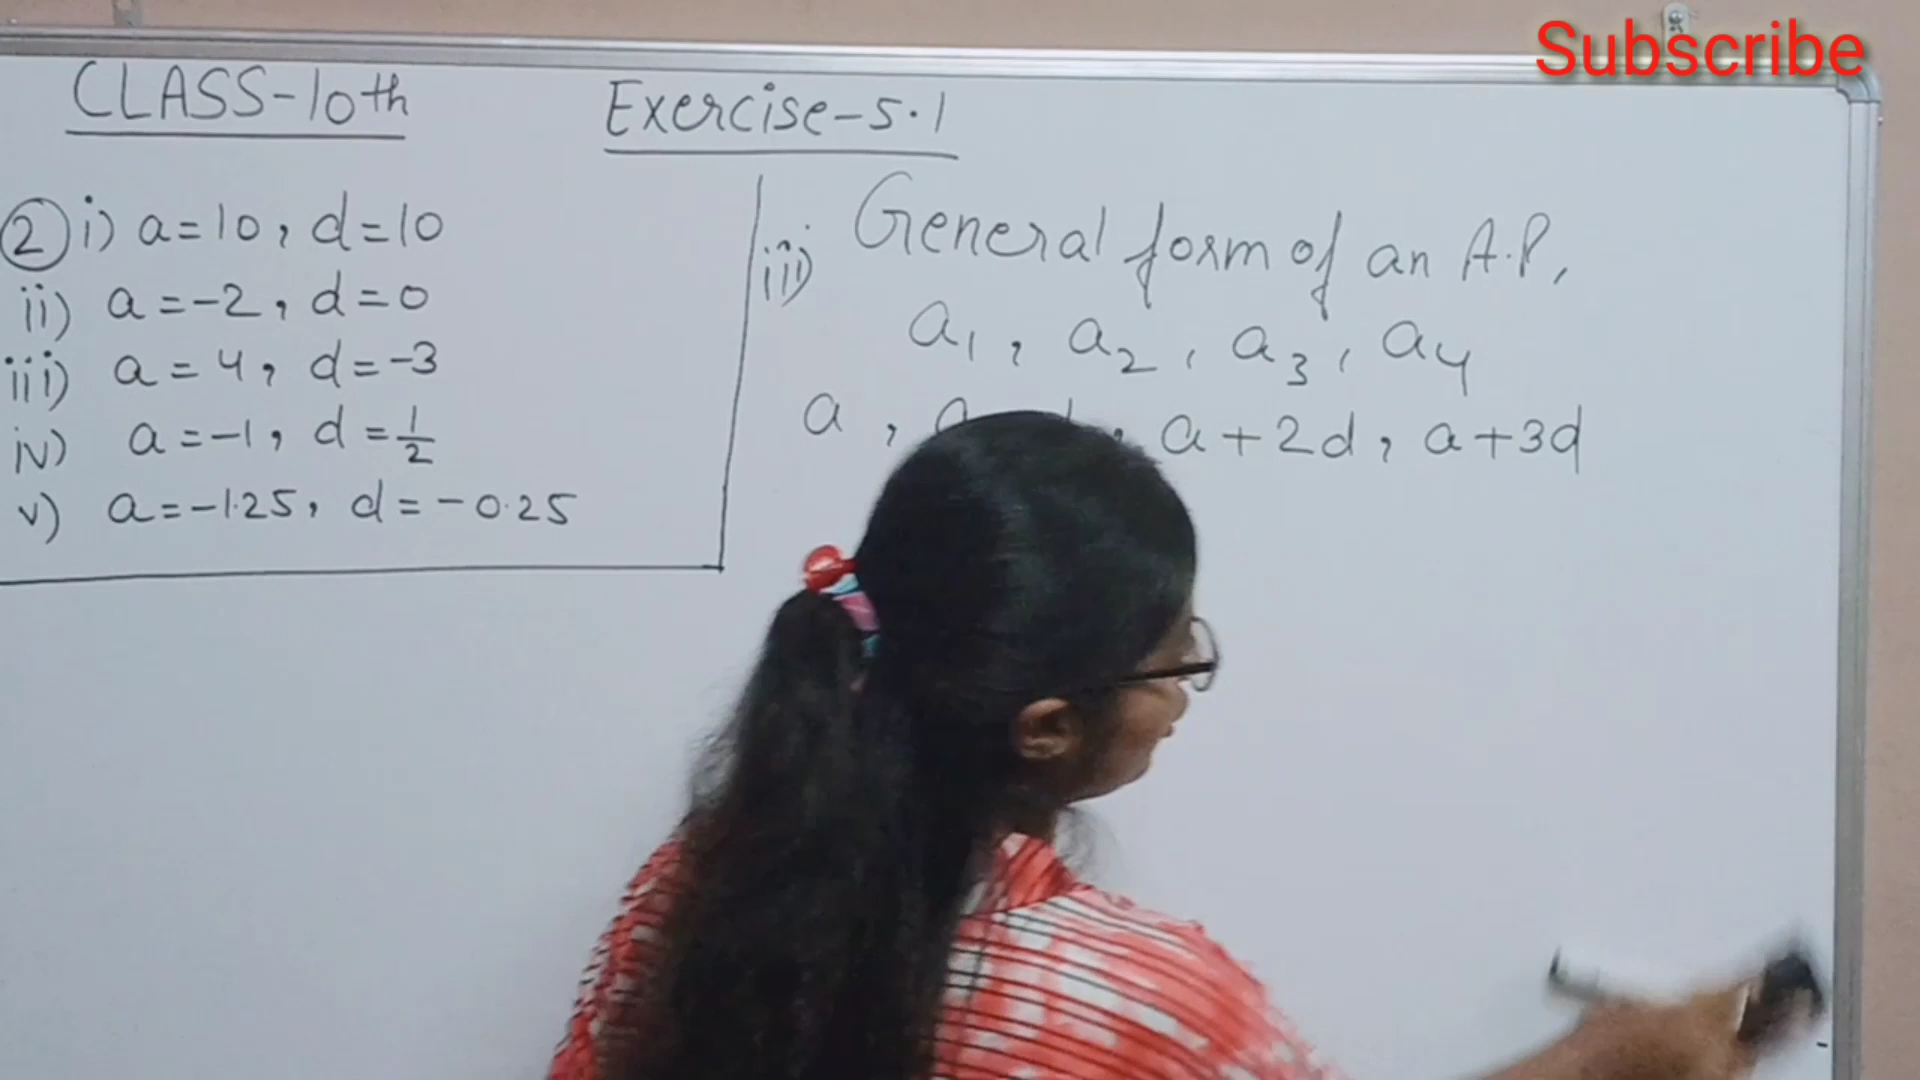 Subscribe
CLASS-10th
Exercise-5.1
② i) a=10, d=10
ii) a=-2, d=0
iii) a=4, d=-3
iv) a=-1, d=1/2
v) a=-1.25, d=-0.25
iii) General form of an A.P,
a₁, a₂, a₃, a₄
a, a d, a+2d, a+3d